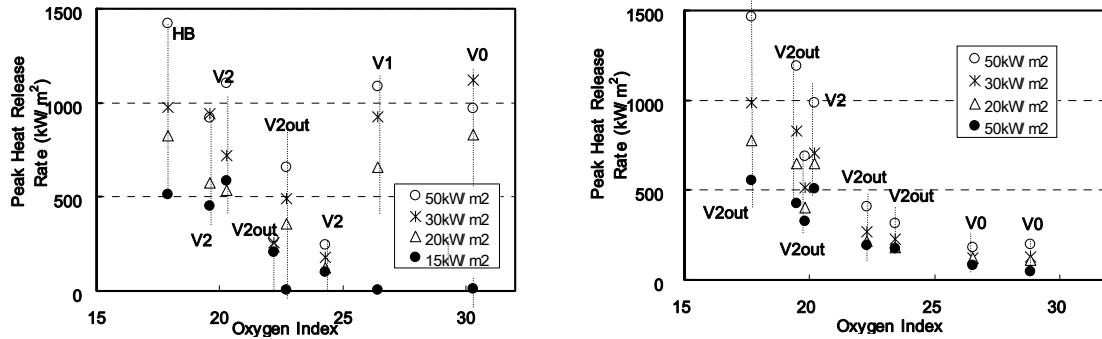 1500
1000
500
0
15
20
25
30
Peak Heat Release
Rate (kW/m²)
Oxygen Index
HB
V2
V2
V2out
V2out
V2
V1
V0
50kW/m2
30kW/m2
20kW/m2
15kW/m2
1500
1000
500
0
15
20
25
30
Peak Heat Release
Rate (kW/m²)
Oxygen Index
V2out
V2out
V2out
V2
V2out
V2out
V0
V0
50kW/m2
30kW/m2
20kW/m2
50kW/m2